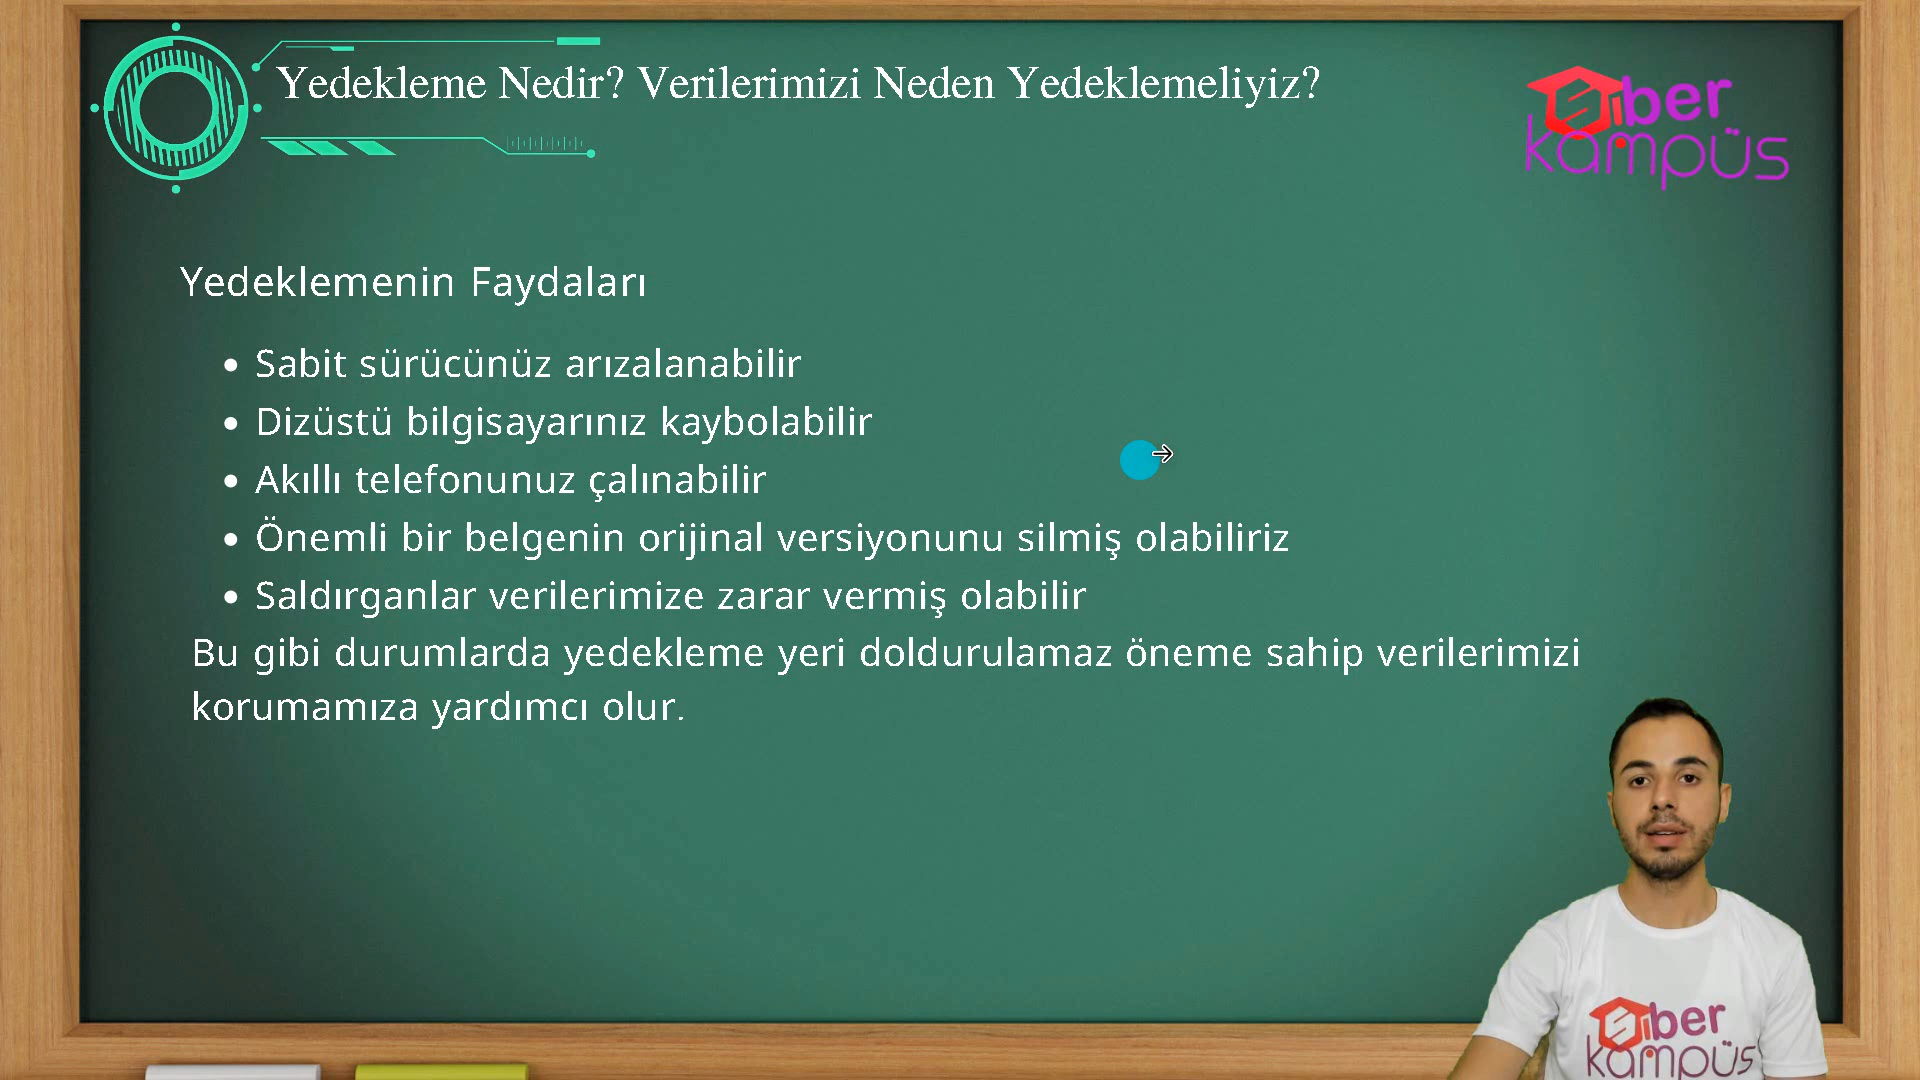 Yedekleme Nedir? Verilerimizi Neden Yedeklemeliyiz?
Siber
kampüs
Yedeklemenin Faydaları
• Sabit sürücünüz arızalanabilir
• Dizüstü bilgisayarınız kaybolabilir
• Akıllı telefonunuz çalınabilir
• Önemli bir belgenin orijinal versiyonunu silmiş olabiliriz
• Saldırganlar verilerimize zarar vermiş olabilir
Bu gibi durumlarda yedekleme yeri doldurulamaz öneme sahip verilerimizi
korumamıza yardımcı olur.
Siber
kampüs